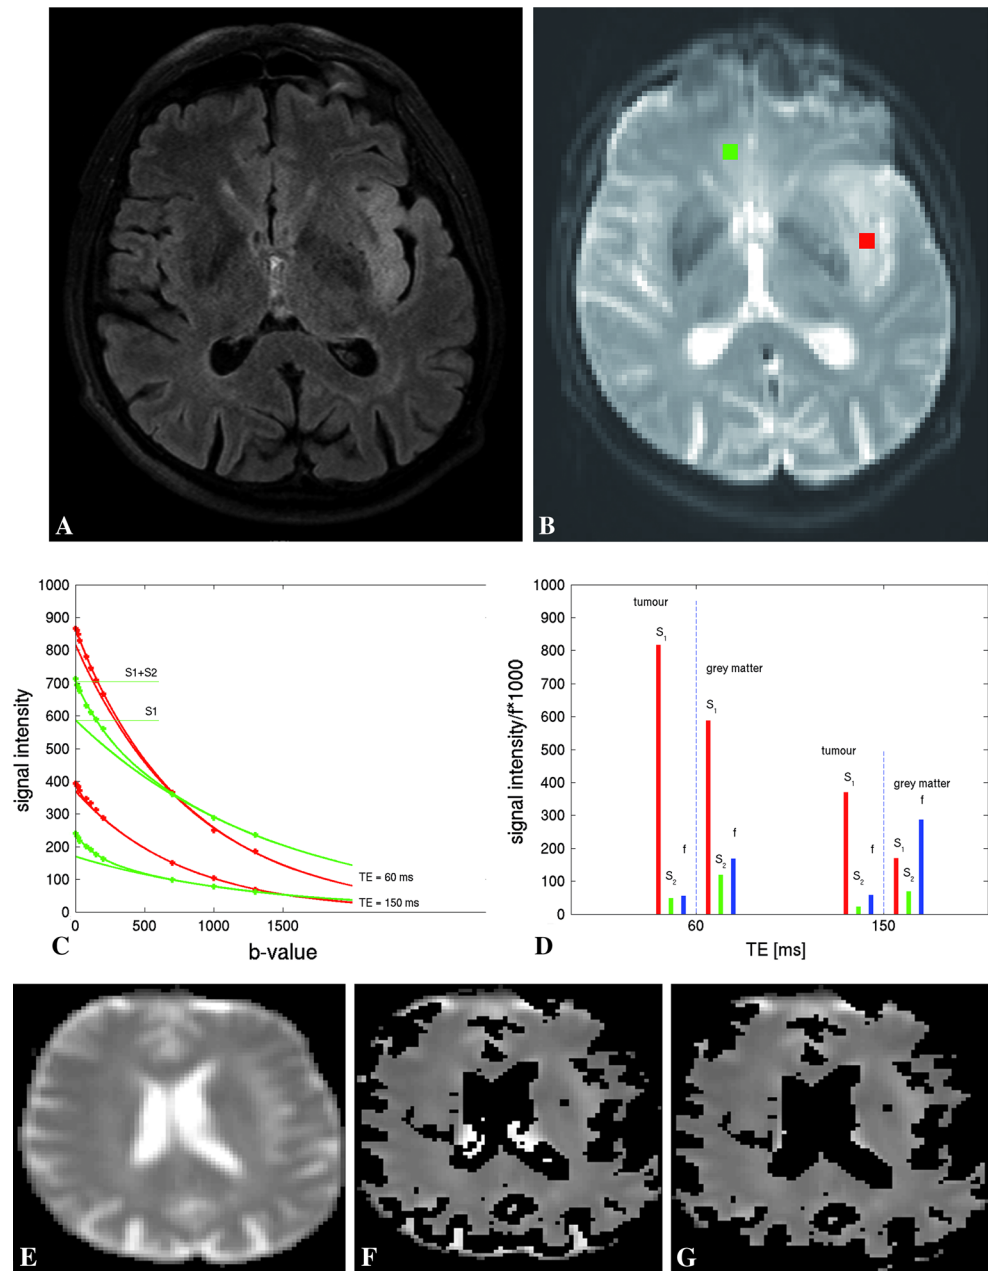 A
B
1000
900
800
700
600
500
400
300
200
100
0
signal intensity
S1+S2
S1
TE = 60 ms
TE = 150 ms
0 500 1000 1500
b-value
C
1000
900
800
700
600
500
400
300
200
100
0
signal intensity/f*1000
tumour
S₁
grey matter
S₁
f
S₂
S₂
f
tumour
S₁
grey matter
f
f
S₁
S₂
S₂
60 150
TE [ms]
D
E
F
G